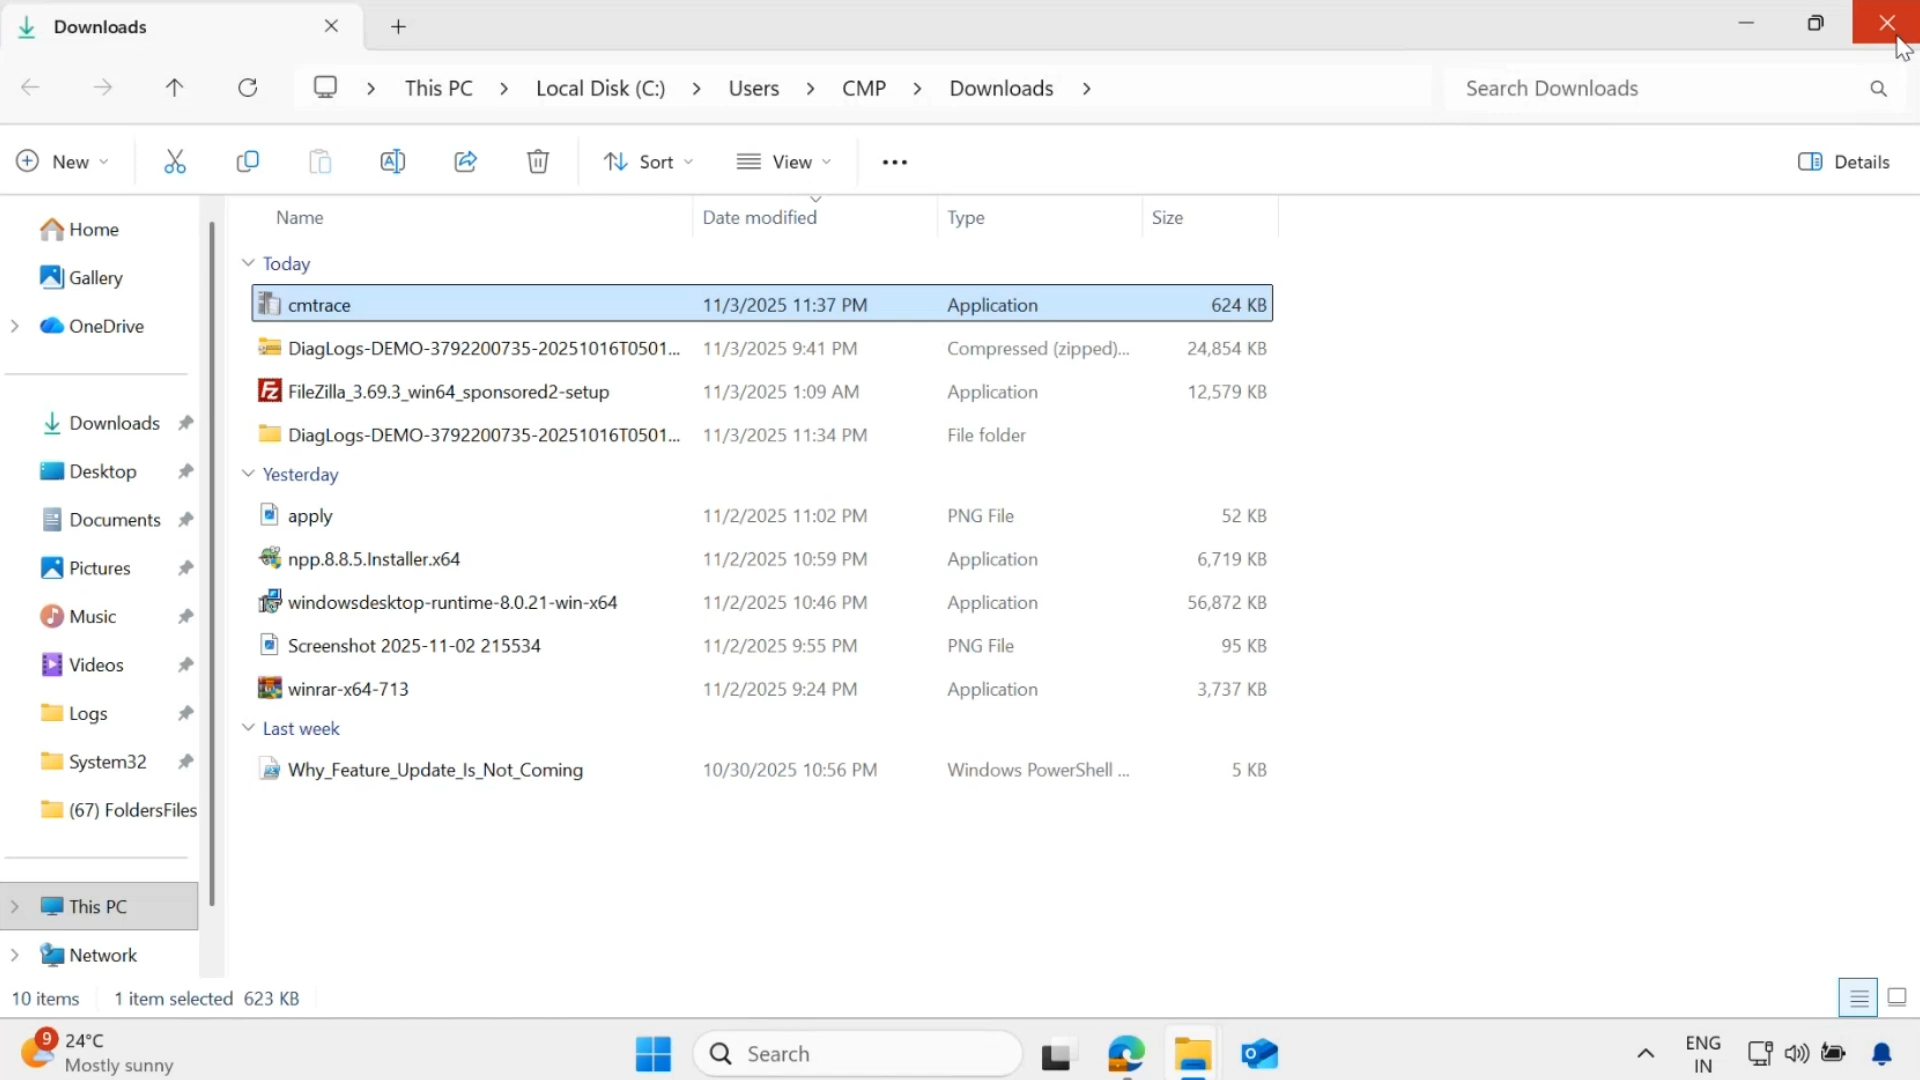 Downloads
This PC > Local Disk (C:) > Users > CMP > Downloads >
Search Downloads
New
Sort
View
Details
Name Date modified Type Size
Today
cmtrace 11/3/2025 11:37 PM Application 624 KB
DiagLogs-DEMO-3792200735-20251016T0501... 11/3/2025 9:41 PM Compressed (zipped)... 24,854 KB
FileZilla_3.69.3_win64_sponsored2-setup 11/3/2025 1:09 AM Application 12,579 KB
DiagLogs-DEMO-3792200735-20251016T0501... 11/3/2025 11:34 PM File folder
Yesterday
apply 11/2/2025 11:02 PM PNG File 52 KB
npp.8.8.5.Installer.x64 11/2/2025 10:59 PM Application 6,719 KB
windowsdesktop-runtime-8.0.21-win-x64 11/2/2025 10:46 PM Application 56,872 KB
Screenshot 2025-11-02 215534 11/2/2025 9:55 PM PNG File 95 KB
winrar-x64-713 11/2/2025 9:24 PM Application 3,737 KB
Last week
Why_Feature_Update_Is_Not_Coming 10/30/2025 10:56 PM Windows PowerShell ... 5 KB
Home
Gallery
OneDrive
Downloads
Desktop
Documents
Pictures
Music
Videos
Logs
System32
(67) FoldersFiles
This PC
Network
10 items 1 item selected 623 KB
9
24°C
Mostly sunny
Search
ENG
IN